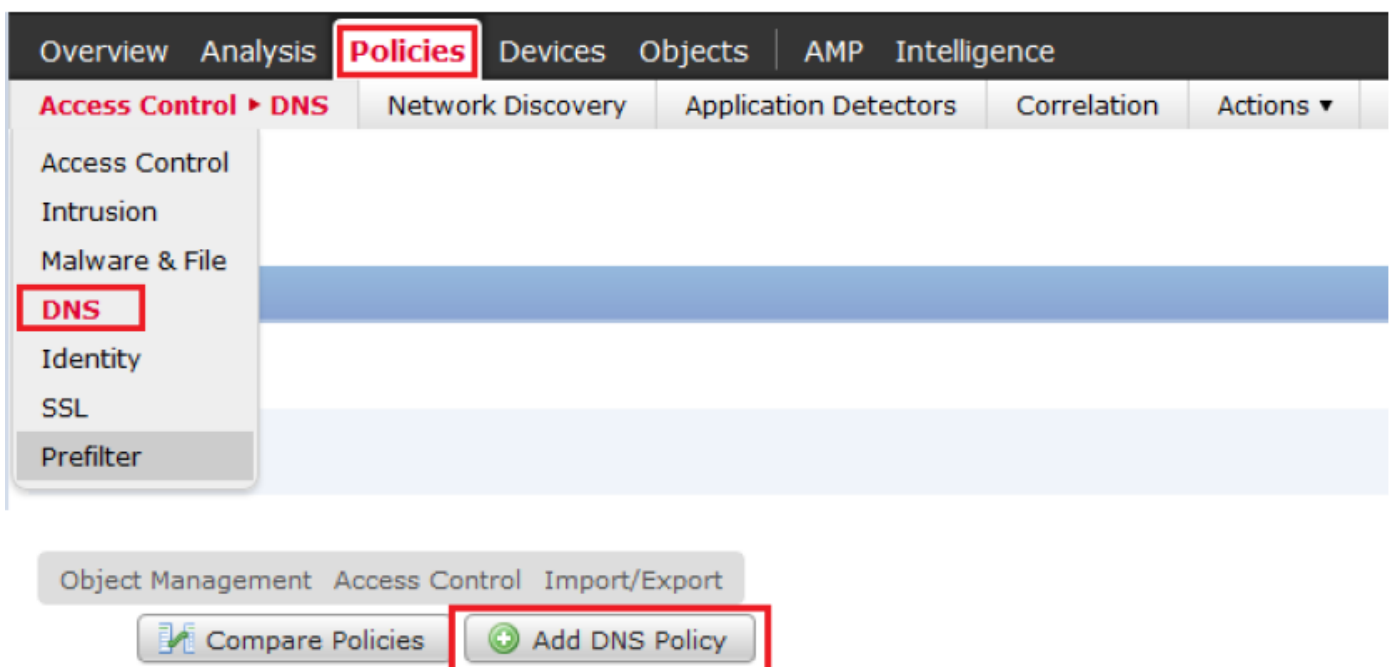 Overview Analysis Policies Devices Objects AMP Intelligence
Access Control ▸ DNS Network Discovery Application Detectors Correlation Actions ▼
Access Control
Intrusion
Malware & File
DNS
Identity
SSL
Prefilter
Object Management Access Control Import/Export
Compare Policies Add DNS Policy